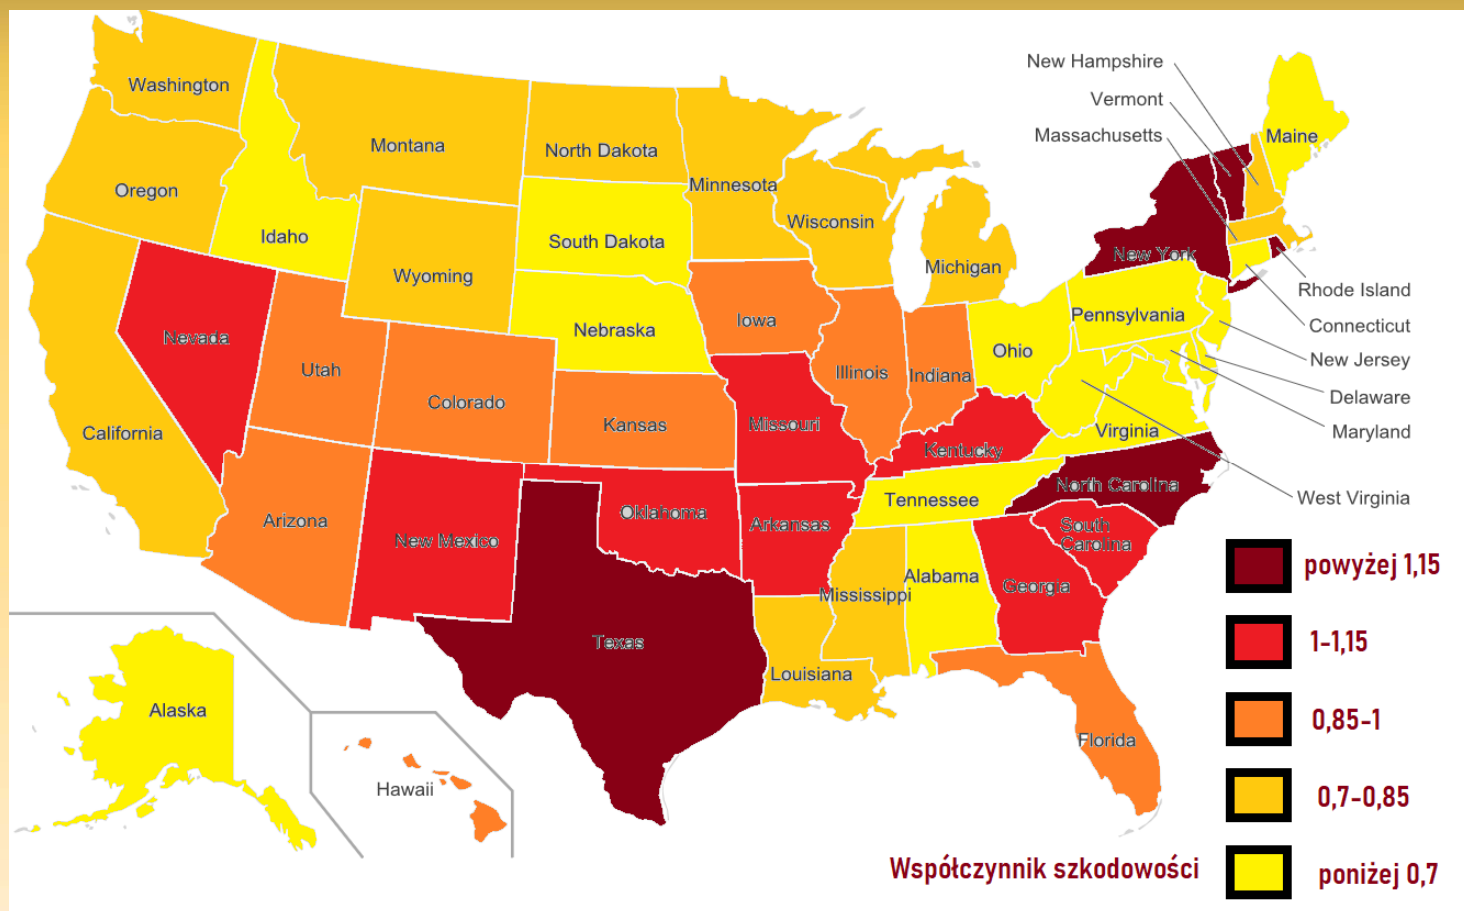 Washington
Montana
North Dakota
Minnesota
Oregon
Idaho
Wyoming
South Dakota
Wisconsin
Michigan
New Hampshire
Vermont
Massachusetts
Maine
New York
Rhode Island
Connecticut
New Jersey
Delaware
Maryland
West Virginia
Nevada
Utah
Colorado
Nebraska
Iowa
Kansas
Illinois
Indiana
Ohio
Pennsylvania
Missouri
Kentucky
Virginia
California
Arizona
New Mexico
Oklahoma
Arkansas
Tennessee
North Carolina
South
Carolina
Texas
Louisiana
Mississippi
Alabama
Georgia
Florida
Alaska
Hawaii
powyżej 1,15
1-1,15
0,85-1
0,7-0,85
Współczynnik szkodowości
poniżej 0,7